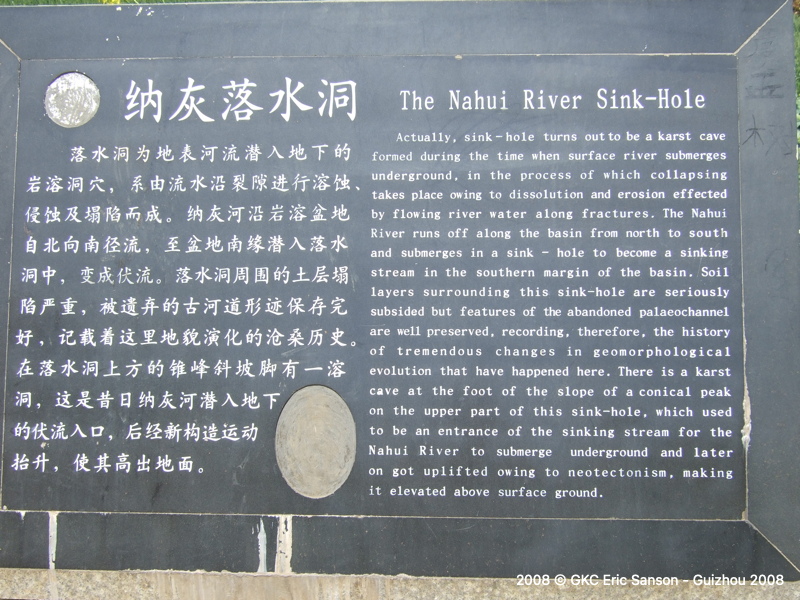 纳灰落水洞
落水洞为地表河流潜入地下的
岩溶洞穴，系由流水沿裂隙进行溶蚀、
侵蚀及塌陷而成。纳灰河沿岩溶盆地
自北向南径流，至盆地南缘潜入落水
洞中，变成伏流。落水洞周围的土层塌
陷严重，被遗弃的古河道形迹保存完
好，记载着这里地貌演化的沧桑历史。
在落水洞上方的锥峰斜坡脚有一溶
洞，这是昔日纳灰河潜入地下
的伏流入口，后经新构造运动
抬升，使其高出地面。
The Nahui River Sink-Hole
Actually, sink-hole turns out to be a karst cave
formed during the time when surface river submerges
underground, in the process of which collapsing
takes place owing to dissolution and erosion effected
by flowing river water along fractures. The Nahui
River runs off along the basin from north to south
and submerges in a sink - hole to become a sinking
stream in the southern margin of the basin. Soil
layers surrounding this sink-hole are seriously
subsided but features of the abandoned palaeochannel
are well preserved, recording, therefore, the history
of tremendous changes in geomorphological
evolution that have happened here. There is a karst
cave at the foot of the slope of a conical peak
on the upper part of this sink-hole, which used
to be an entrance of the sinking stream for the
Nahui River to submerge underground and later
on got uplifted owing to neotectonism, making
it elevated above surface ground.
2008 © GKC Eric Sanson - Guizhou 2008